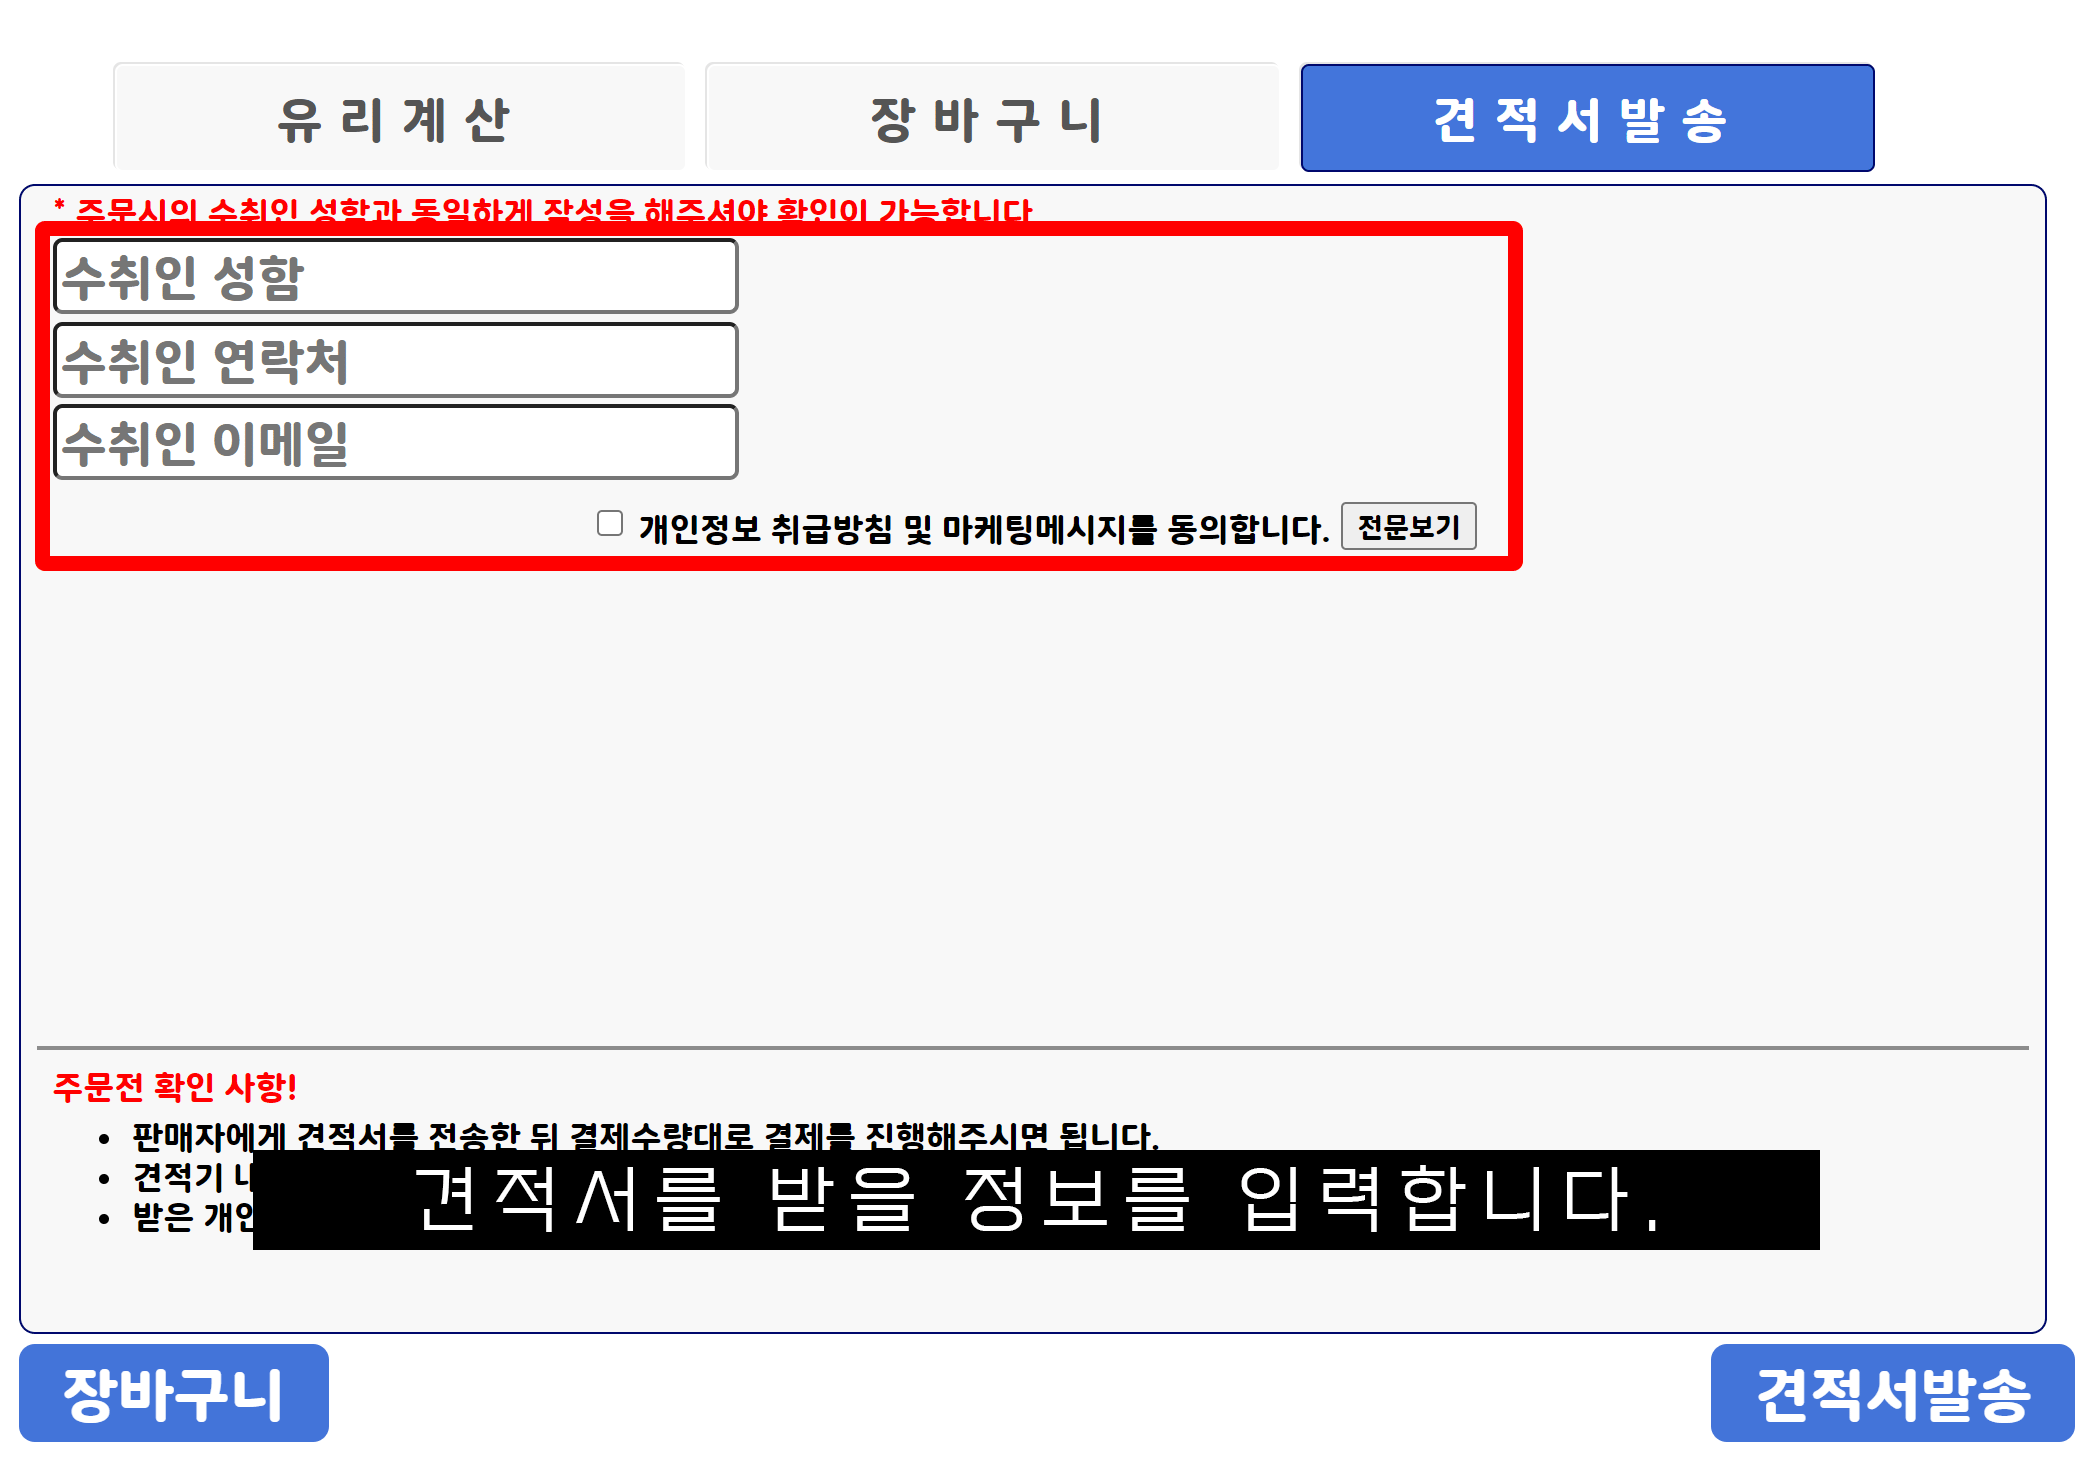 유리계산
장바구니
견적서발송
* 주문시의 수취인 성함과 동일하게 작성을 해주셔야 확인이 가능합니다
수취인 성함
수취인 연락처
수취인 이메일
개인정보 취급방침 및 마케팅메시지를 동의합니다. 전문보기
주문전 확인 사항!
• 판매자에게 견적서를 전송한 뒤 결제수량대로 결제를 진행해주시면 됩니다.
• 견적기
• 받은
견적서를 받을 정보를 입력합니다.
장바구니
견적서발송